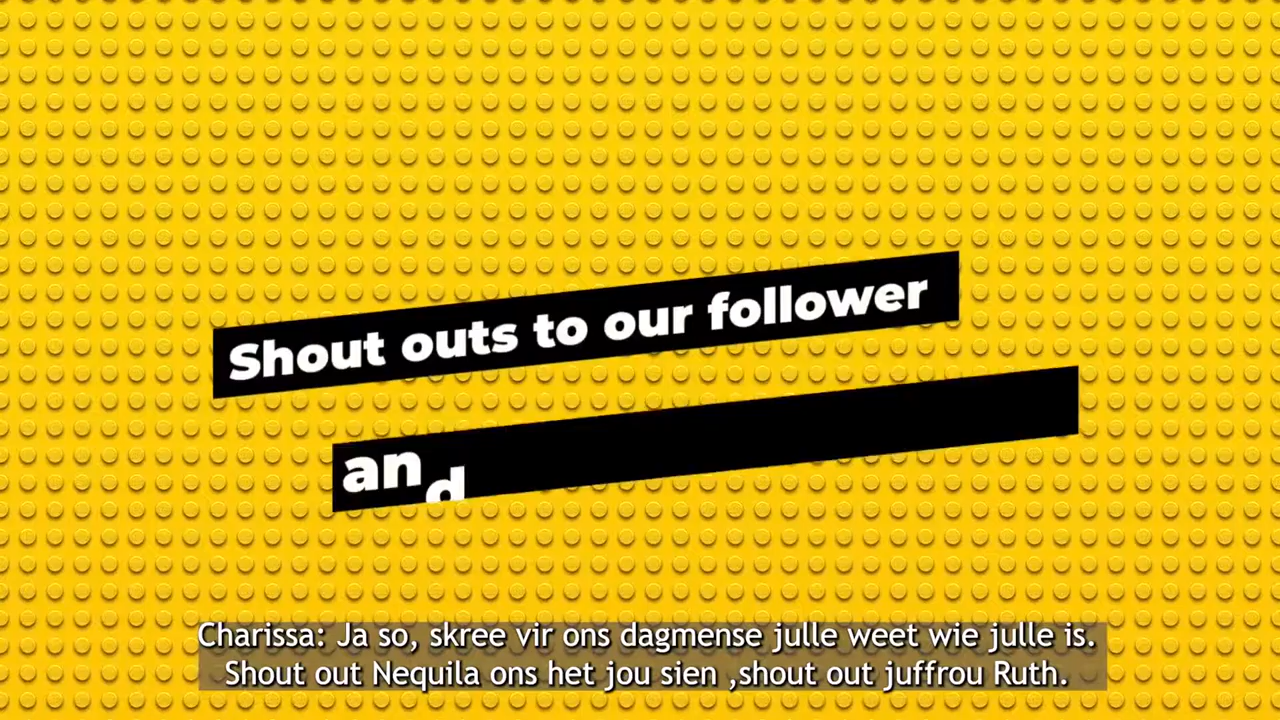 Shout outs to our follower
and
Charissa: Ja so, skree vir ons dagmense julle weet wie julle is.
Shout out Nequila ons het jou sien ,shout out juffrou Ruth.